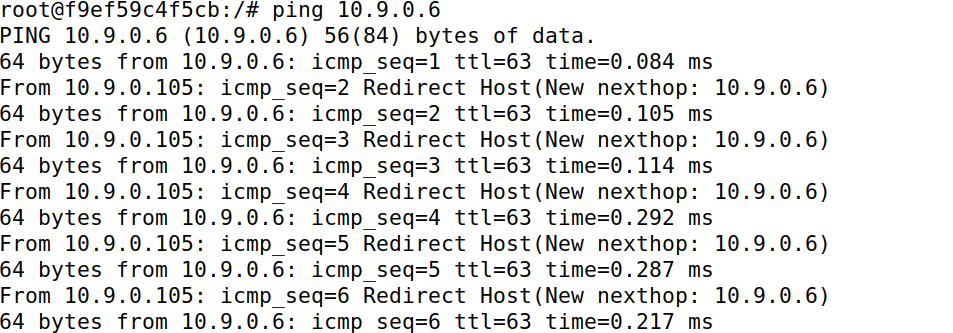 root@f9ef59c4f5cb:/# ping 10.9.0.6
PING 10.9.0.6 (10.9.0.6) 56(84) bytes of data.
64 bytes from 10.9.0.6: icmp_seq=1 ttl=63 time=0.084 ms
From 10.9.0.105: icmp_seq=2 Redirect Host(New nexthop: 10.9.0.6)
64 bytes from 10.9.0.6: icmp_seq=2 ttl=63 time=0.105 ms
From 10.9.0.105: icmp_seq=3 Redirect Host(New nexthop: 10.9.0.6)
64 bytes from 10.9.0.6: icmp_seq=3 ttl=63 time=0.114 ms
From 10.9.0.105: icmp_seq=4 Redirect Host(New nexthop: 10.9.0.6)
64 bytes from 10.9.0.6: icmp_seq=4 ttl=63 time=0.292 ms
From 10.9.0.105: icmp_seq=5 Redirect Host(New nexthop: 10.9.0.6)
64 bytes from 10.9.0.6: icmp_seq=5 ttl=63 time=0.287 ms
From 10.9.0.105: icmp_seq=6 Redirect Host(New nexthop: 10.9.0.6)
64 bytes from 10.9.0.6: icmp_seq=6 ttl=63 time=0.217 ms